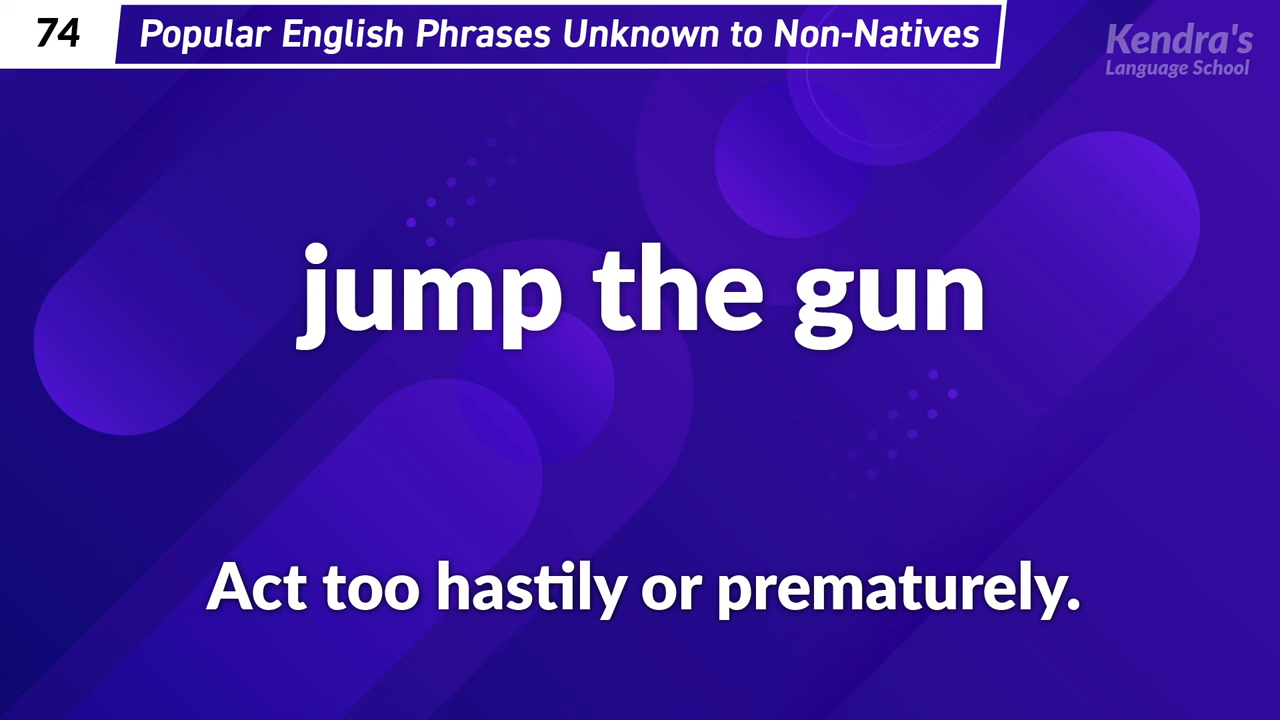 74
Popular English Phrases Unknown to Non-Natives
Kendra's
Language School
jump the gun
Act too hastily or prematurely.